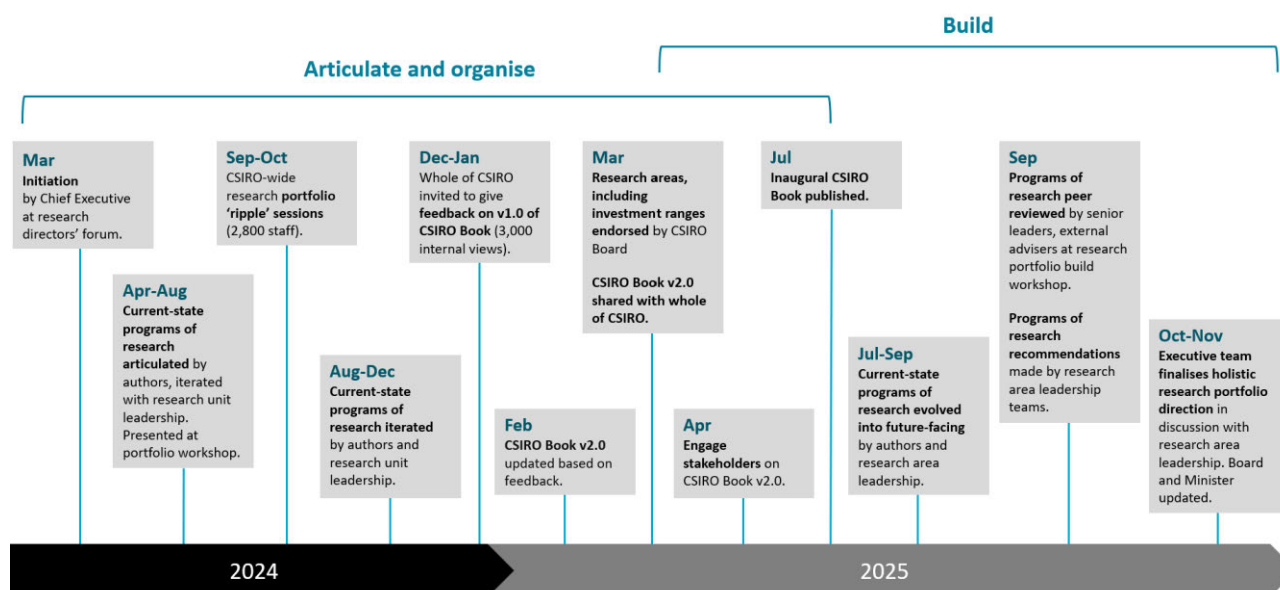 Build
Articulate and organise
Mar
Initiation
by Chief Executive
at research
directors’ forum.
Apr-Aug
Current-state
programs of
research
articulated by
authors, iterated
with research unit
leadership.
Presented at
portfolio workshop.
Sep-Oct
CSIRO-wide
research portfolio
‘ripple’ sessions
(2,800 staff).
Aug-Dec
Current-state
programs of
research iterated
by authors and
research unit
leadership.
Dec-Jan
Whole of CSIRO
invited to give
feedback on v1.0 of
CSIRO Book (3,000
internal views).
Feb
CSIRO Book v2.0
updated based on
feedback.
Mar
Research areas,
including
investment ranges
endorsed by CSIRO
Board
CSIRO Book v2.0
shared with whole
of CSIRO.
Apr
Engage
stakeholders on
CSIRO Book v2.0.
Jul
Inaugural CSIRO
Book published.
Jul-Sep
Current-state
programs of
research evolved
into future-facing
by authors and
research area
leadership.
Sep
Programs of
research peer
reviewed by senior
leaders, external
advisers at research
portfolio build
workshop.
Programs of
research
recommendations
made by research
area leadership
teams.
Oct-Nov
Executive team
finalises holistic
research portfolio
direction in
discussion with
research area
leadership. Board
and Minister
updated.
2024
2025